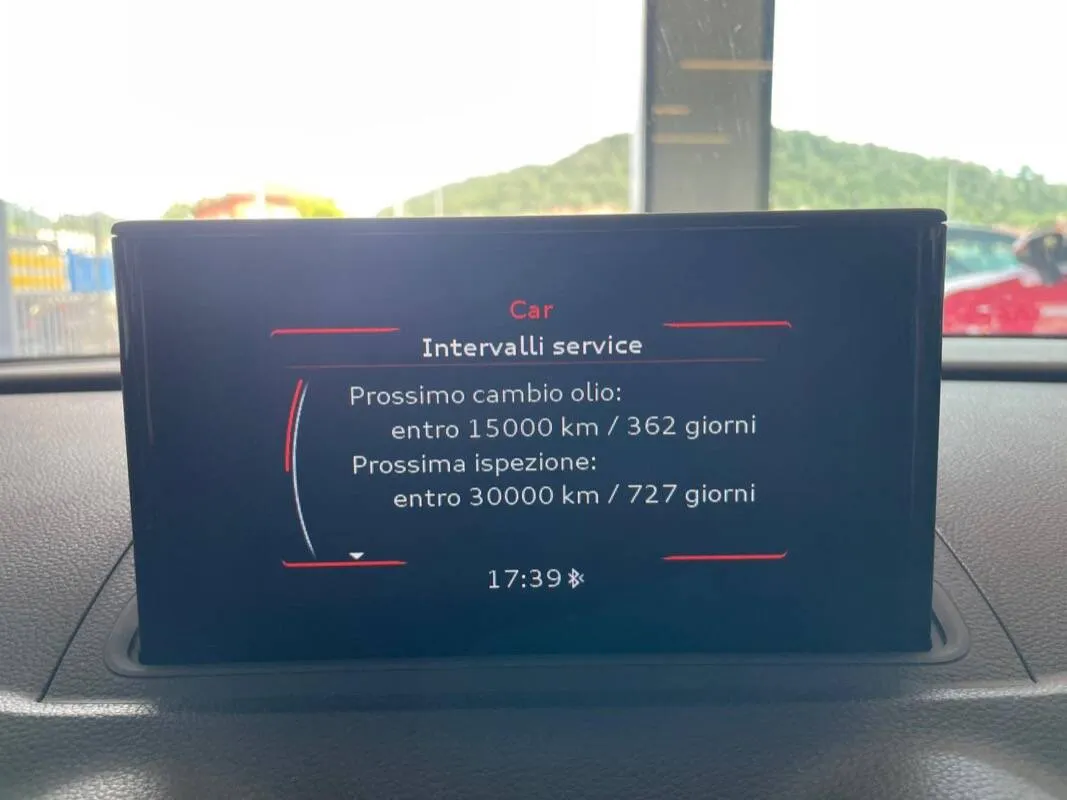 Car
Intervalli service
Prossimo cambio olio:
entro 15000 km / 362 giorni
Prossima ispezione:
entro 30000 km / 727 giorni
17:39